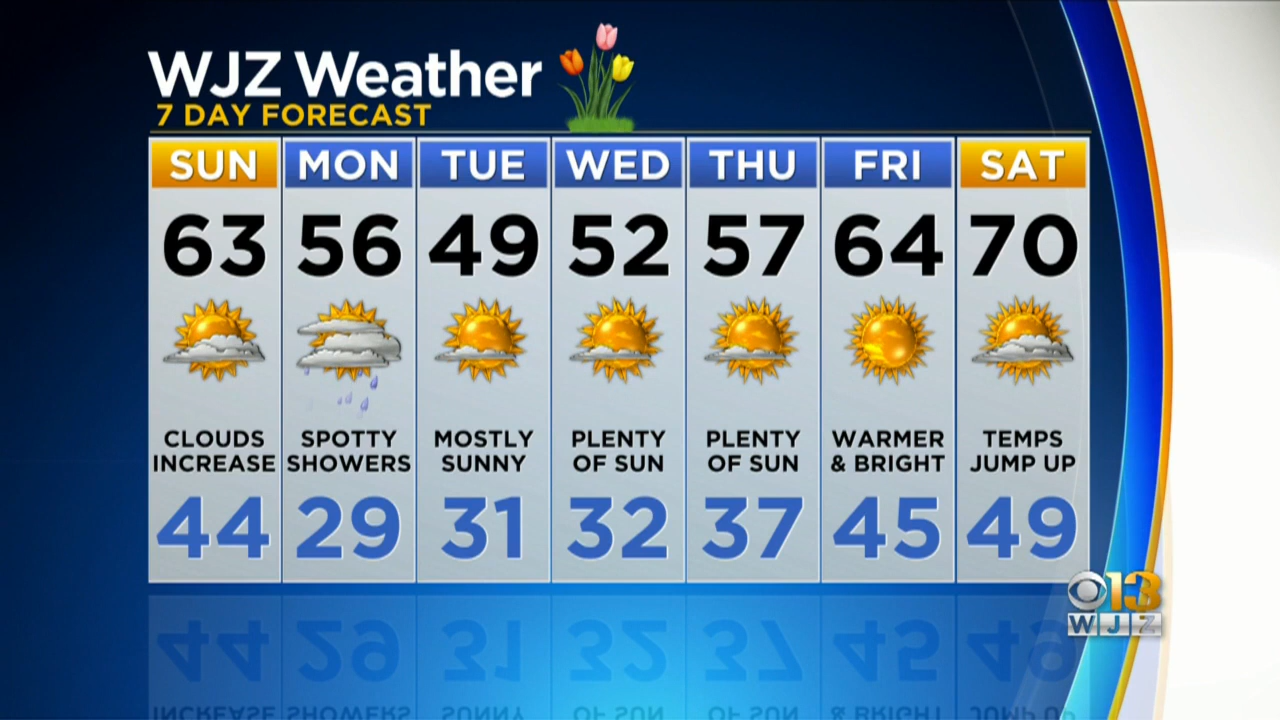 WJZ Weather
7 DAY FORECAST
SUN MON TUE WED THU FRI SAT
63 56 49 52 57 64 70
CLOUDS INCREASE
SPOTTY SHOWERS
MOSTLY SUNNY
PLENTY OF SUN
PLENTY OF SUN
WARMER & BRIGHT
TEMPS JUMP UP
44 29 31 32 37 45 49
13
WJZ